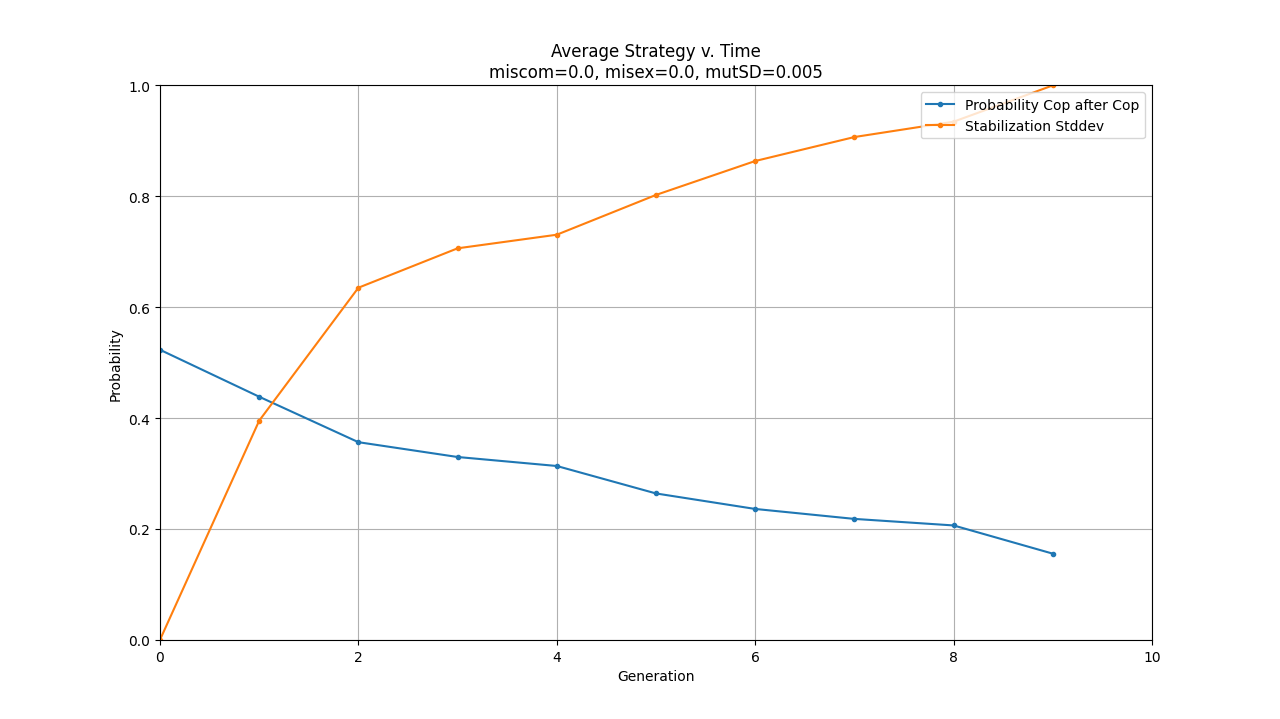 Average Strategy v. Time
miscom=0.0, misex=0.0, mutSD=0.005
Probability Cop after Cop
Stabilization Stddev
Probability
1.0
0.8
0.6
0.4
0.2
0.0
0 2 4 6 8 10
Generation